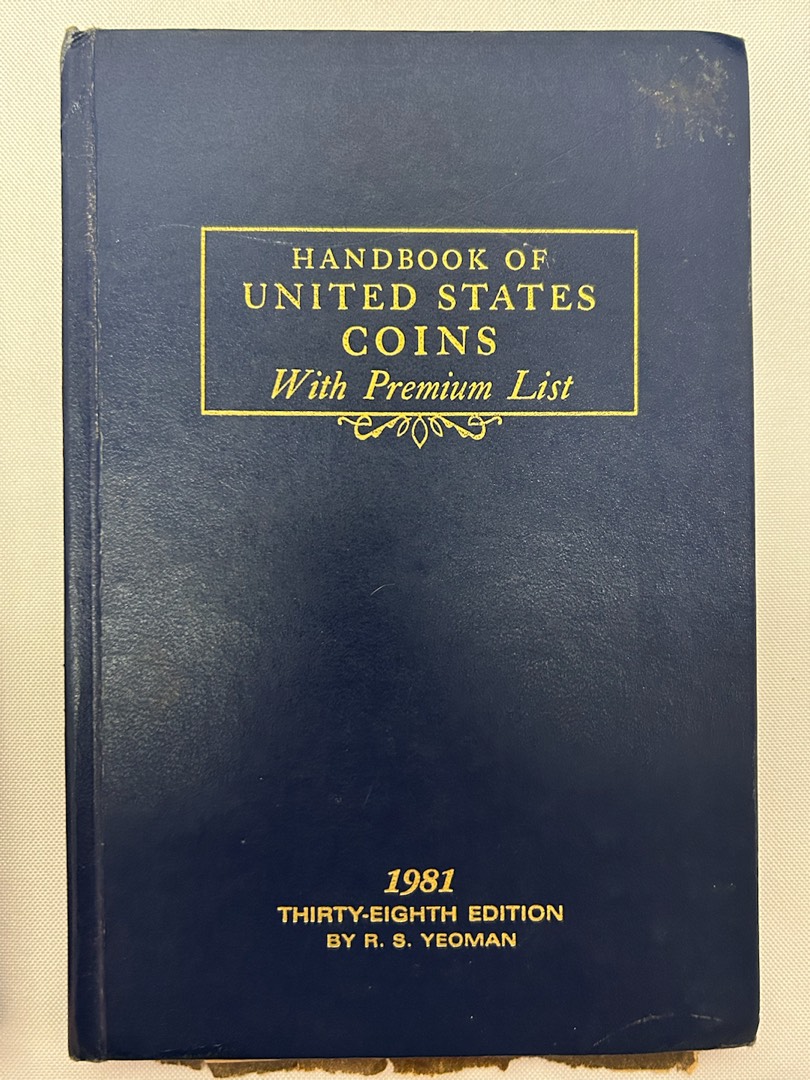 HANDBOOK OF
UNITED STATES
COINS
With Premium List
1981
THIRTY-EIGHTH EDITION
BY R. S. YEOMAN